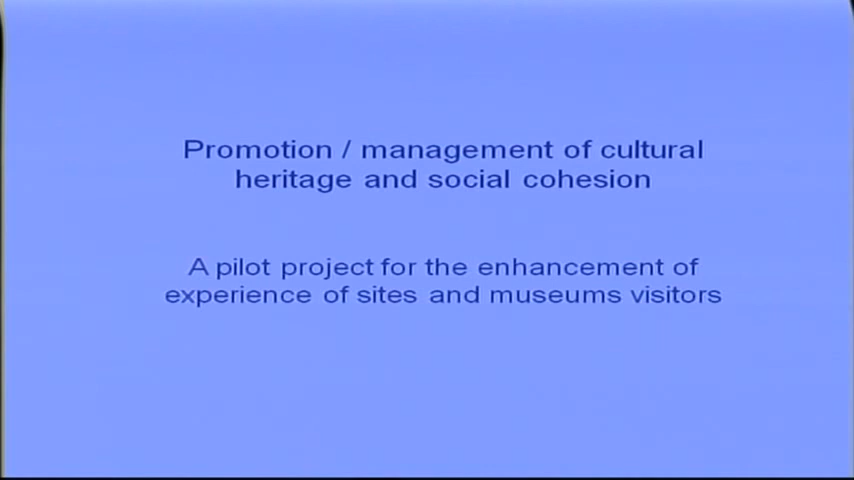 Promotion / management of cultural
heritage and social cohesion
A pilot project for the enhancement of
experience of sites and museums visitors